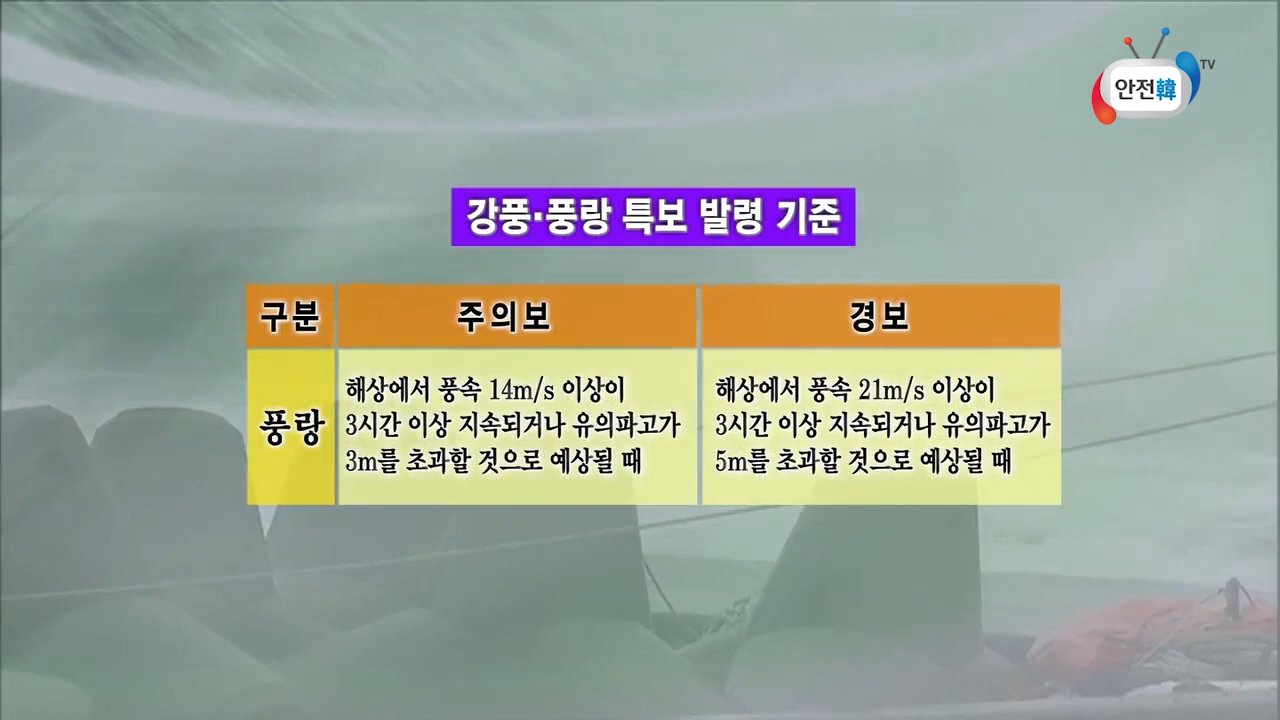 안전韓
TV
강풍·풍랑 특보 발령 기준
구분
주의보
경보
풍랑
해상에서 풍속 14m/s 이상이
3시간 이상 지속되거나 유의파고가
3m를 초과할 것으로 예상될 때
해상에서 풍속 21m/s 이상이
3시간 이상 지속되거나 유의파고가
5m를 초과할 것으로 예상될 때